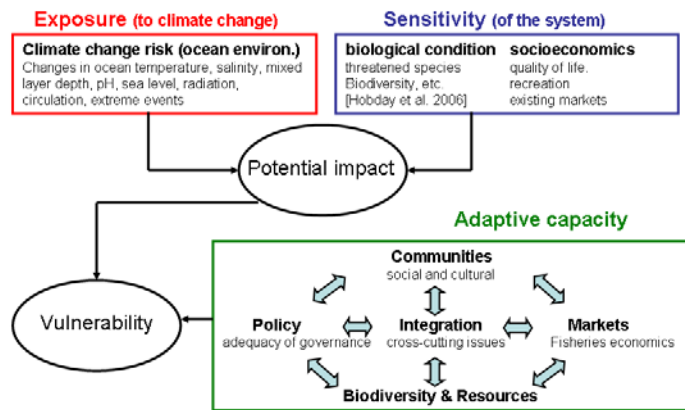 Exposure (to climate change)
Climate change risk (ocean environ.)
Changes in ocean temperature, salinity, mixed
layer depth, pH, sea level, radiation,
circulation, extreme events
Sensitivity (of the system)
biological condition
threatened species
Biodiversity, etc.
[Hobday et al. 2006]
socioeconomics
quality of life.
recreation
existing markets
Potential impact
Adaptive capacity
Communities
social and cultural
Vulnerability
Policy
adequacy of governance
Integration
cross-cutting issues
Markets
Fisheries economics
Biodiversity & Resources